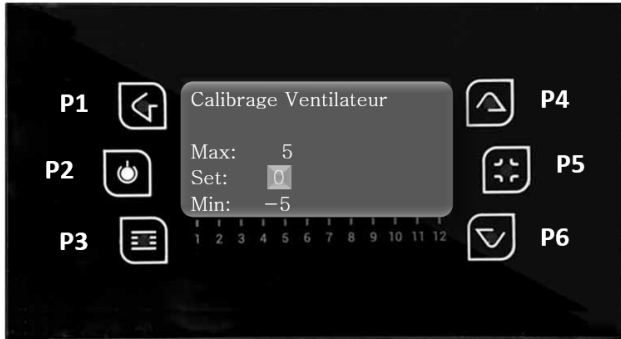 P1
P2
P3
Calibrage Ventilateur
Max: 5
Set: 0
Min: −5
1 2 3 4 5 6 7 8 9 10 11 12
P4
P5
P6